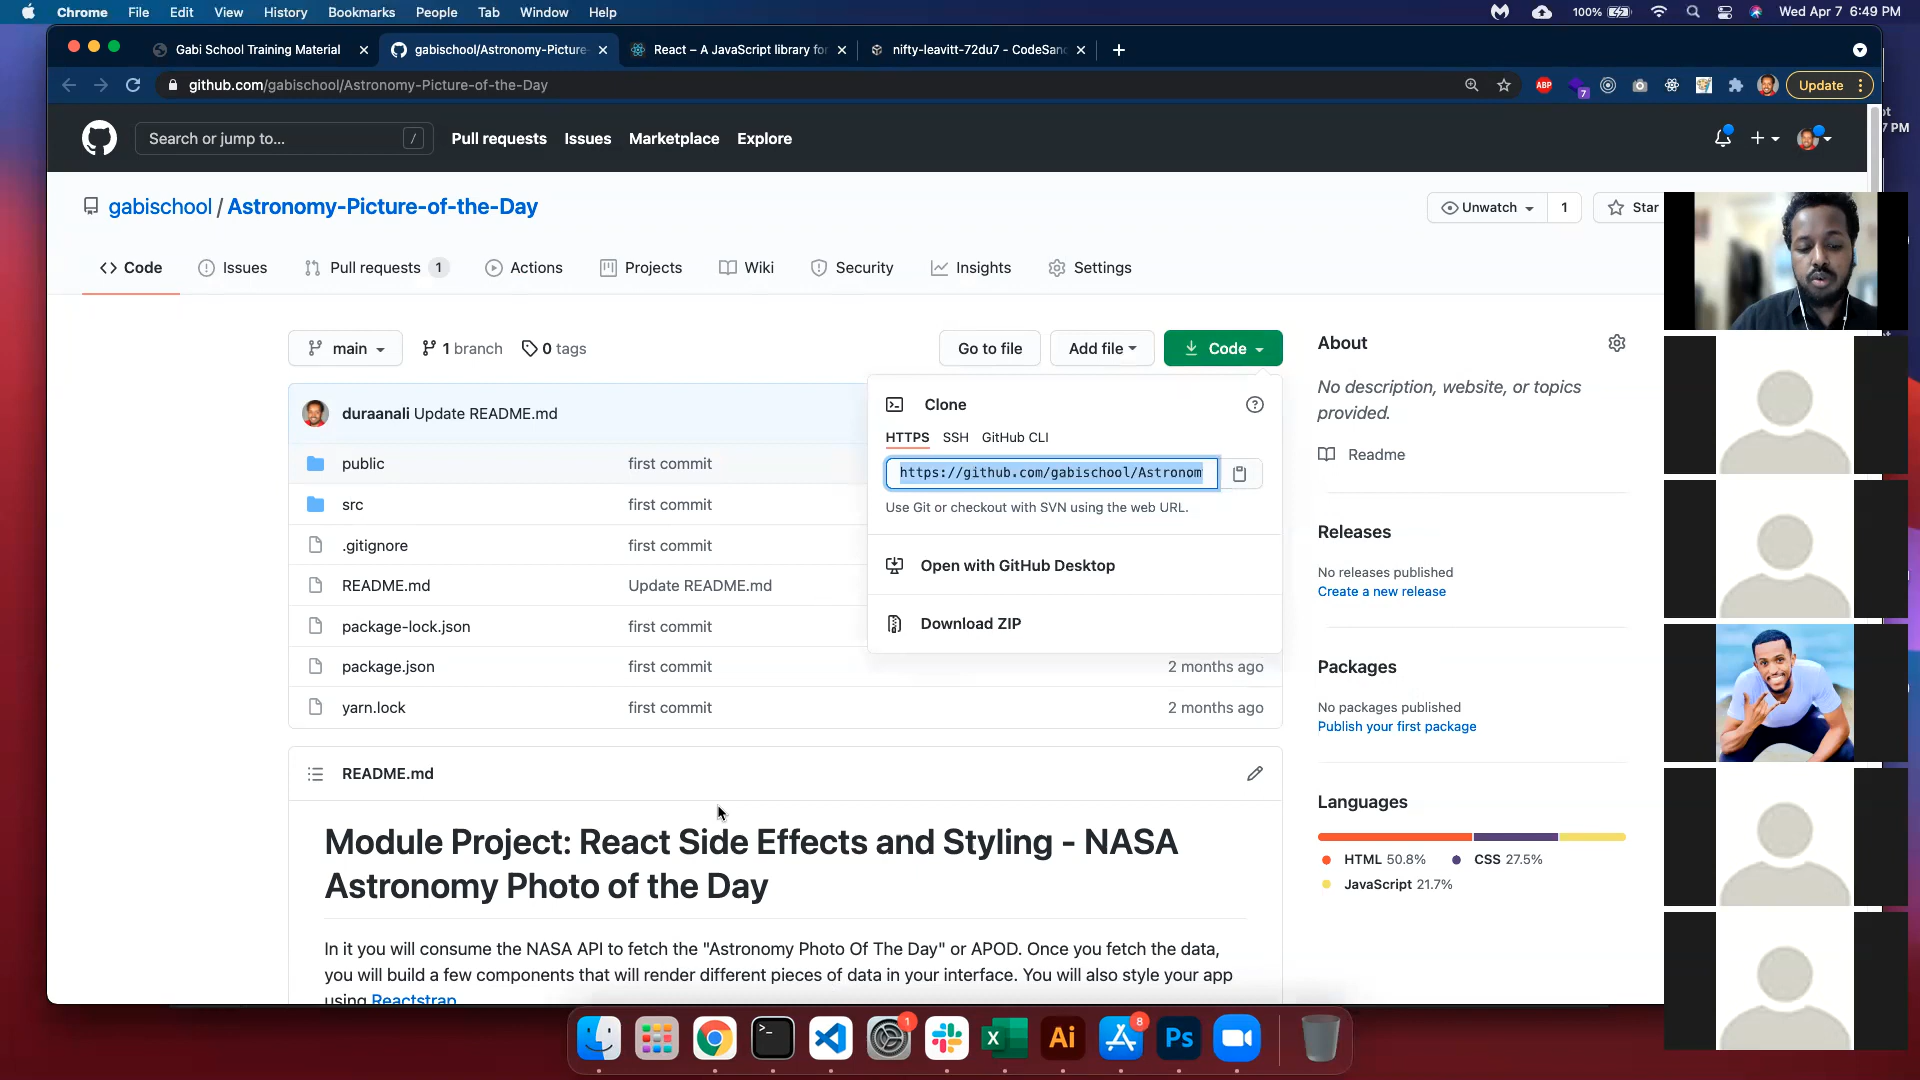 Chrome File Edit View History Bookmarks People Tab Window Help
100% Wed Apr 7 6:49 PM
Gabi School Training Material
gabischool/Astronomy-Picture-
React – A JavaScript library for
nifty-leavitt-72du7 - CodeSan
github.com/gabischool/Astronomy-Picture-of-the-Day
ABP
7
Update
7 PM
Search or jump to...
/
Pull requests Issues Marketplace Explore
gabischool / Astronomy-Picture-of-the-Day
Unwatch 1
Star
Code
Issues
Pull requests 1
Actions
Projects
Wiki
Security
Insights
Settings
main
1 branch
0 tags
Go to file
Add file
Code
duraanali Update README.md
public first commit
src first commit
.gitignore first commit
README.md Update README.md
package-lock.json first commit
package.json first commit 2 months ago
yarn.lock first commit 2 months ago
Clone
HTTPS SSH GitHub CLI
https://github.com/gabischool/Astronom
Use Git or checkout with SVN using the web URL.
Open with GitHub Desktop
Download ZIP
About
No description, website, or topics
provided.
Readme
Releases
No releases published
Create a new release
Packages
No packages published
Publish your first package
Languages
HTML 50.8% CSS 27.5%
JavaScript 21.7%
README.md
Module Project: React Side Effects and Styling - NASA
Astronomy Photo of the Day
In it you will consume the NASA API to fetch the "Astronomy Photo Of The Day" or APOD. Once you fetch the data,
you will build a few components that will render different pieces of data in your interface. You will also style your app
using Reactstrap
1
X
Ai
8
Ps